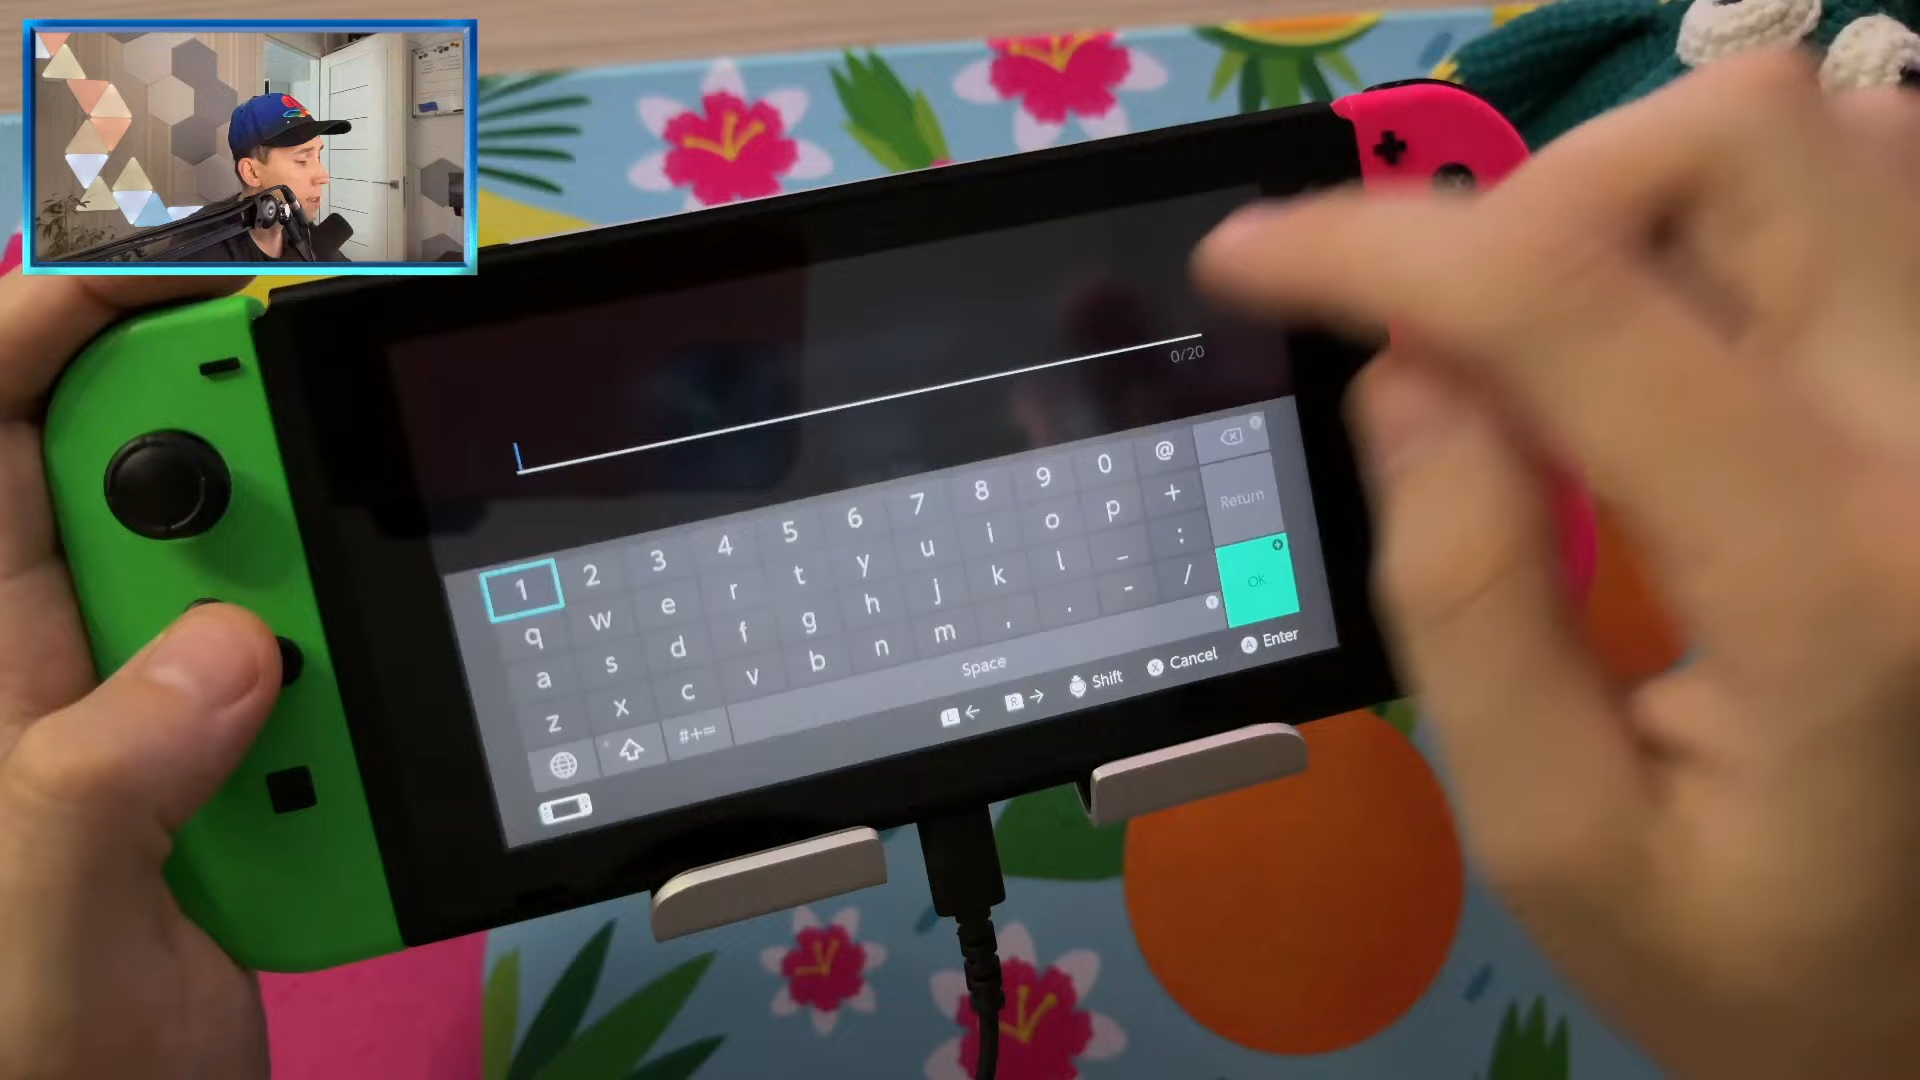 0/20
1 2 3 4 5 6 7 8 9 0 @
q w e r t y u i o p +
Return
a s d f g h j k l _ :
z x c v b n m , . - /
OK
#+=
Space
L ← R → Shift X Cancel A Enter